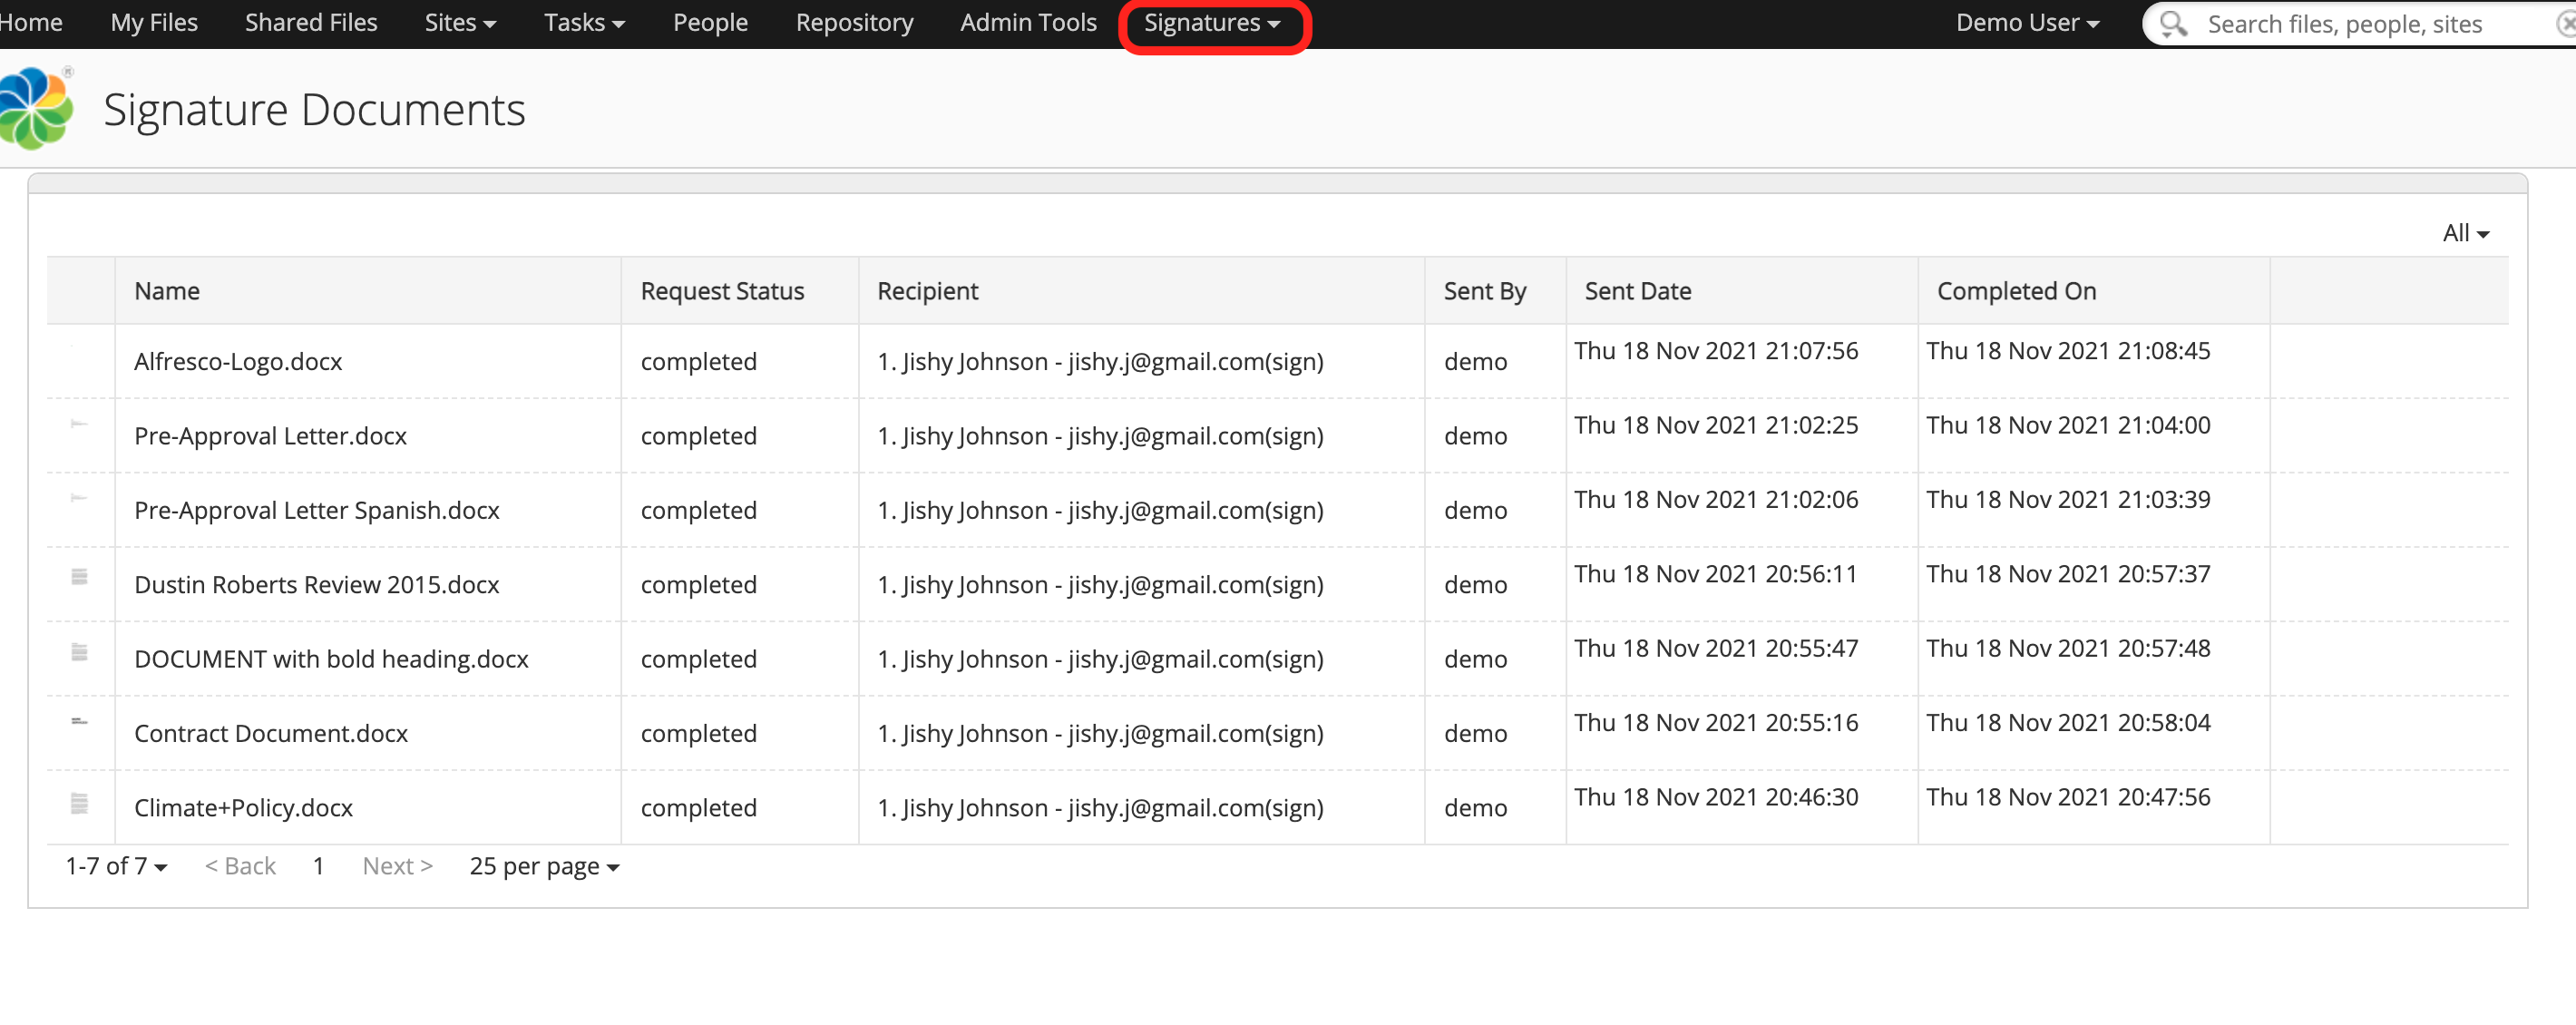 Home My Files Shared Files Sites Tasks People Repository Admin Tools Signatures Demo User Search files, people, sites
®
Signature Documents
All
Name Request Status Recipient Sent By Sent Date Completed On
Alfresco-Logo.docx completed 1. Jishy Johnson - jishy.j@gmail.com(sign) demo Thu 18 Nov 2021 21:07:56 Thu 18 Nov 2021 21:08:45
Pre-Approval Letter.docx completed 1. Jishy Johnson - jishy.j@gmail.com(sign) demo Thu 18 Nov 2021 21:02:25 Thu 18 Nov 2021 21:04:00
Pre-Approval Letter Spanish.docx completed 1. Jishy Johnson - jishy.j@gmail.com(sign) demo Thu 18 Nov 2021 21:02:06 Thu 18 Nov 2021 21:03:39
Dustin Roberts Review 2015.docx completed 1. Jishy Johnson - jishy.j@gmail.com(sign) demo Thu 18 Nov 2021 20:56:11 Thu 18 Nov 2021 20:57:37
DOCUMENT with bold heading.docx completed 1. Jishy Johnson - jishy.j@gmail.com(sign) demo Thu 18 Nov 2021 20:55:47 Thu 18 Nov 2021 20:57:48
Contract Document.docx completed 1. Jishy Johnson - jishy.j@gmail.com(sign) demo Thu 18 Nov 2021 20:55:16 Thu 18 Nov 2021 20:58:04
Climate+Policy.docx completed 1. Jishy Johnson - jishy.j@gmail.com(sign) demo Thu 18 Nov 2021 20:46:30 Thu 18 Nov 2021 20:47:56
1-7 of 7 < Back 1 Next > 25 per page